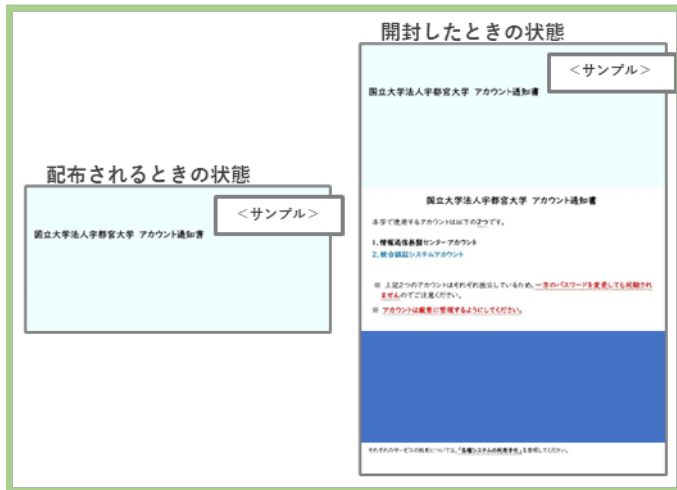 開封したときの状態
<サンプル>
国立大学法人宇都宮大学 アカウント通知書
配布されるときの状態
<サンプル>
国立大学法人宇都宮大学 アカウント通知書
国立大学法人宇都宮大学 アカウント通知書
本学で使用するアカウントは以下の2つです。
1. 情報通信基盤センターアカウント
2. 統合認証システムアカウント
※ 上記2つのアカウントはそれぞれ独立しているため、一方のパスワードを変更しても同期され
ませんのでご注意ください。
※ アカウントは厳重に管理するようにしてください。
それぞれのサービスの利用については、「各種システムの利用手引」を参照してください。